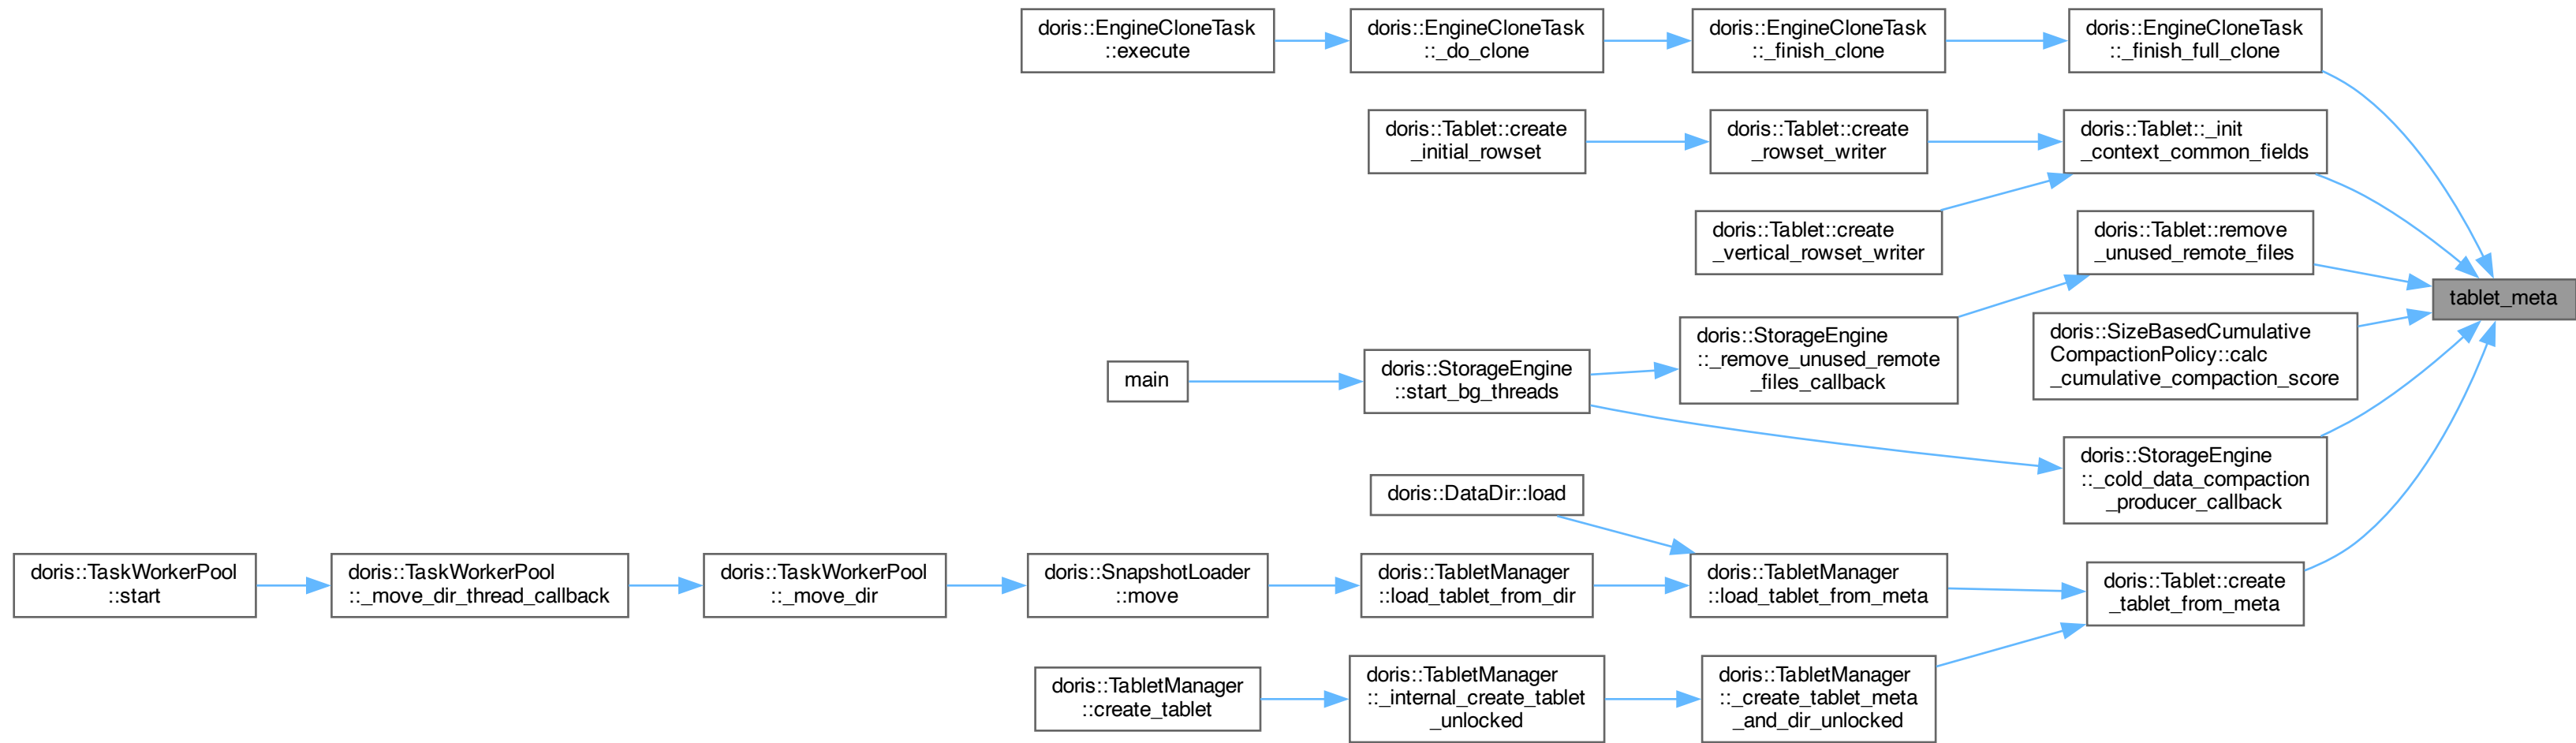 doris::EngineCloneTask
::execute
doris::EngineCloneTask
::_do_clone
doris::EngineCloneTask
::_finish_clone
doris::EngineCloneTask
::_finish_full_clone
doris::Tablet::create
_initial_rowset
doris::Tablet::create
_rowset_writer
doris::Tablet::_init
_context_common_fields
doris::Tablet::create
_vertical_rowset_writer
doris::Tablet::remove
_unused_remote_files
tablet_meta
main
doris::StorageEngine
::start_bg_threads
doris::StorageEngine
::_remove_unused_remote
_files_callback
doris::SizeBasedCumulative
CompactionPolicy::calc
_cumulative_compaction_score
doris::StorageEngine
::_cold_data_compaction
_producer_callback
doris::DataDir::load
doris::TaskWorkerPool
::start
doris::TaskWorkerPool
::_move_dir_thread_callback
doris::TaskWorkerPool
::_move_dir
doris::SnapshotLoader
::move
doris::TabletManager
::load_tablet_from_dir
doris::TabletManager
::load_tablet_from_meta
doris::Tablet::create
_tablet_from_meta
doris::TabletManager
::create_tablet
doris::TabletManager
::_internal_create_tablet
_unlocked
doris::TabletManager
::_create_tablet_meta
_and_dir_unlocked